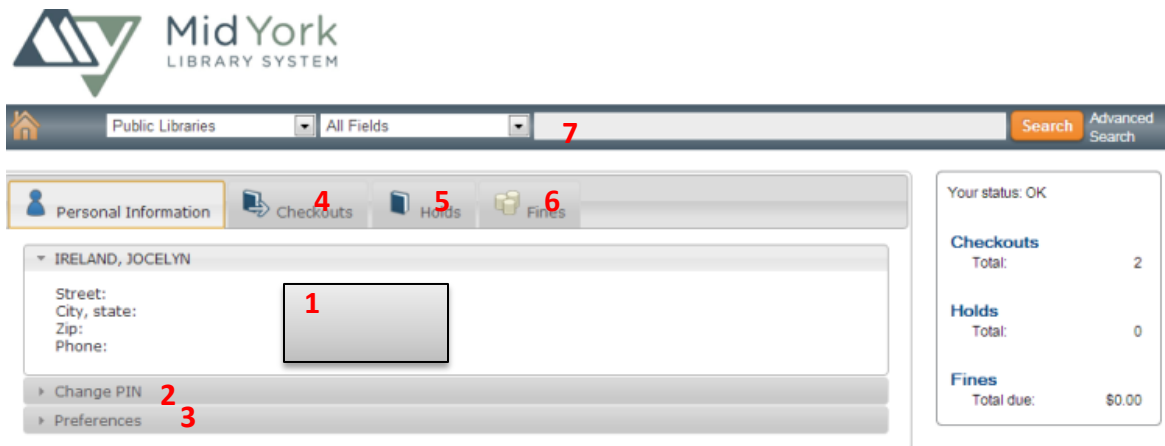 Mid York
LIBRARY SYSTEM
Public Libraries All Fields 7 Search Advanced Search
Personal Information Checkouts 4 Holds 5 Fines 6
IRELAND, JOCELYN
Street:
City, state:
Zip:
Phone:
1
Change PIN 2
Preferences 3
Your status: OK
Checkouts
Total: 2
Holds
Total: 0
Fines
Total due: $0.00